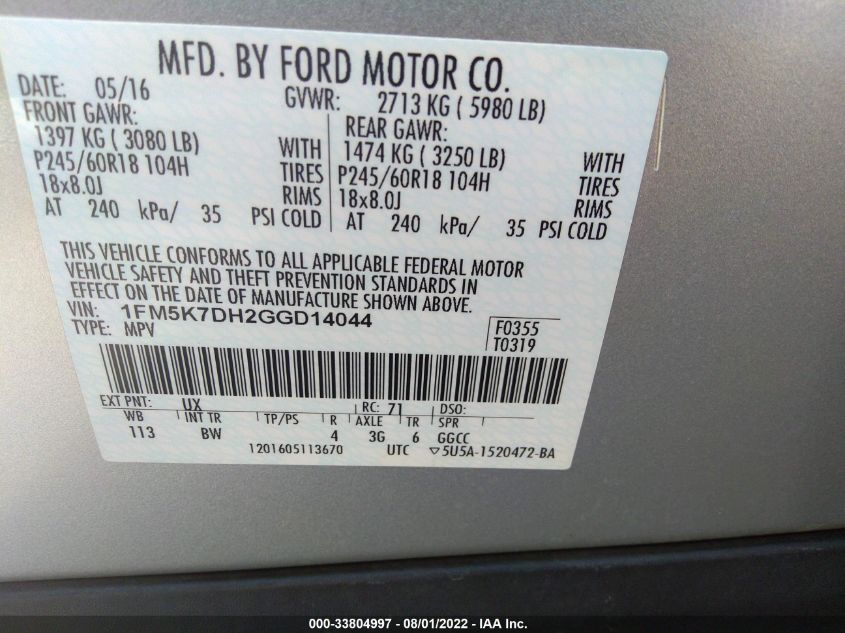 MFD. BY FORD MOTOR CO.
DATE: 05/16
GVWR: 2713 KG ( 5980 LB)
FRONT GAWR:
1397 KG ( 3080 LB) WITH
P245/60R18 104H TIRES
18x8.0J RIMS
AT 240 kPa/ 35 PSI COLD
REAR GAWR:
1474 KG ( 3250 LB) WITH
P245/60R18 104H TIRES
18x8.0J RIMS
AT 240 kPa/ 35 PSI COLD
THIS VEHICLE CONFORMS TO ALL APPLICABLE FEDERAL MOTOR
VEHICLE SAFETY AND THEFT PREVENTION STANDARDS IN
EFFECT ON THE DATE OF MANUFACTURE SHOWN ABOVE.
VIN: 1FM5K7DH2GGD14044
TYPE: MPV
F0355
T0319
EXT PNT: UX RC: 71 DSO:
WB INT TR TP/PS R AXLE TR SPR
113 BW 4 3G 6 GGCC
1201605113670 UTC ▽5U5A-1520472-BA
000-33804997 - 08/01/2022 - IAA Inc.